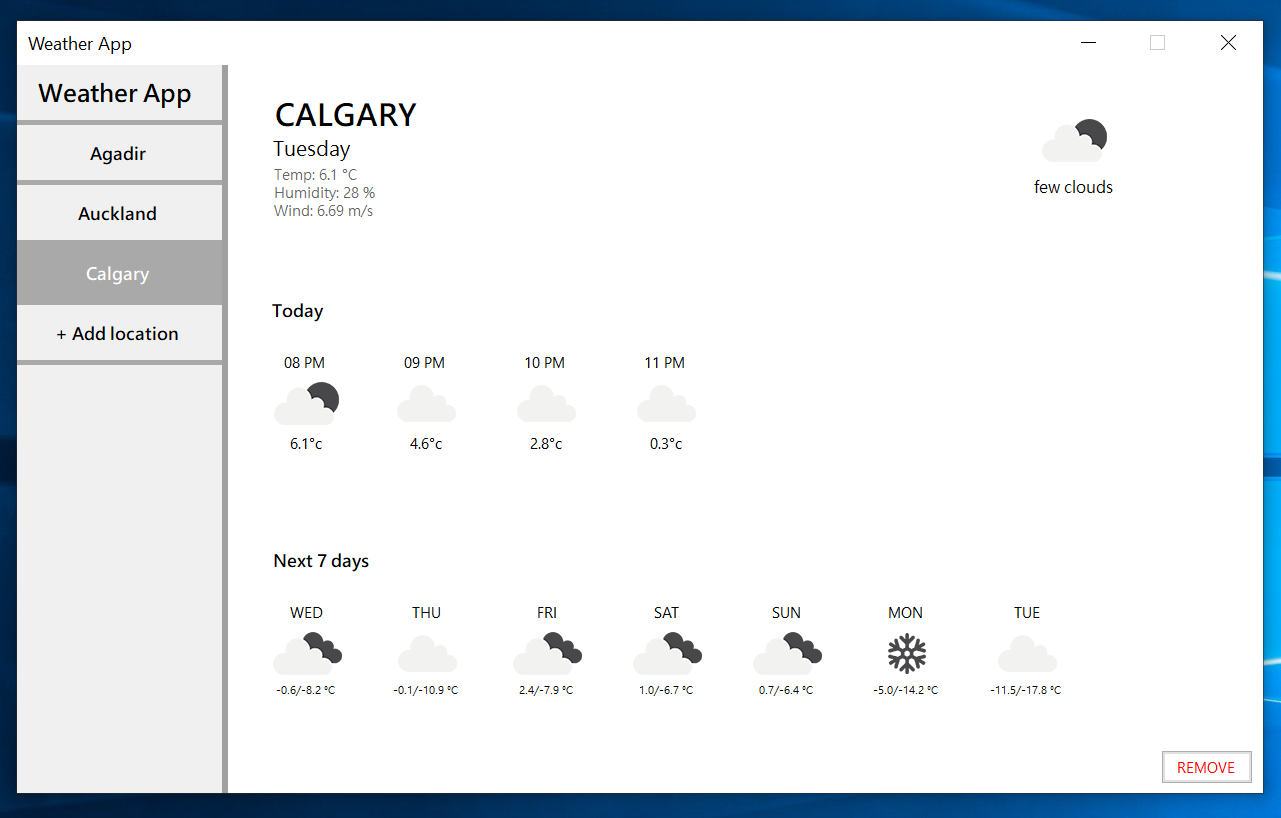 Weather App
Weather App
Agadir
Auckland
Calgary
+ Add location
CALGARY
Tuesday
Temp: 6.1 °C
Humidity: 28 %
Wind: 6.69 m/s
few clouds
Today
08 PM 09 PM 10 PM 11 PM
6.1°c 4.6°c 2.8°c 0.3°c
Next 7 days
WED THU FRI SAT SUN MON TUE
-0.6/-8.2 °C -0.1/-10.9 °C 2.4/-7.9 °C 1.0/-6.7 °C 0.7/-6.4 °C -5.0/-14.2 °C -11.5/-17.8 °C
REMOVE